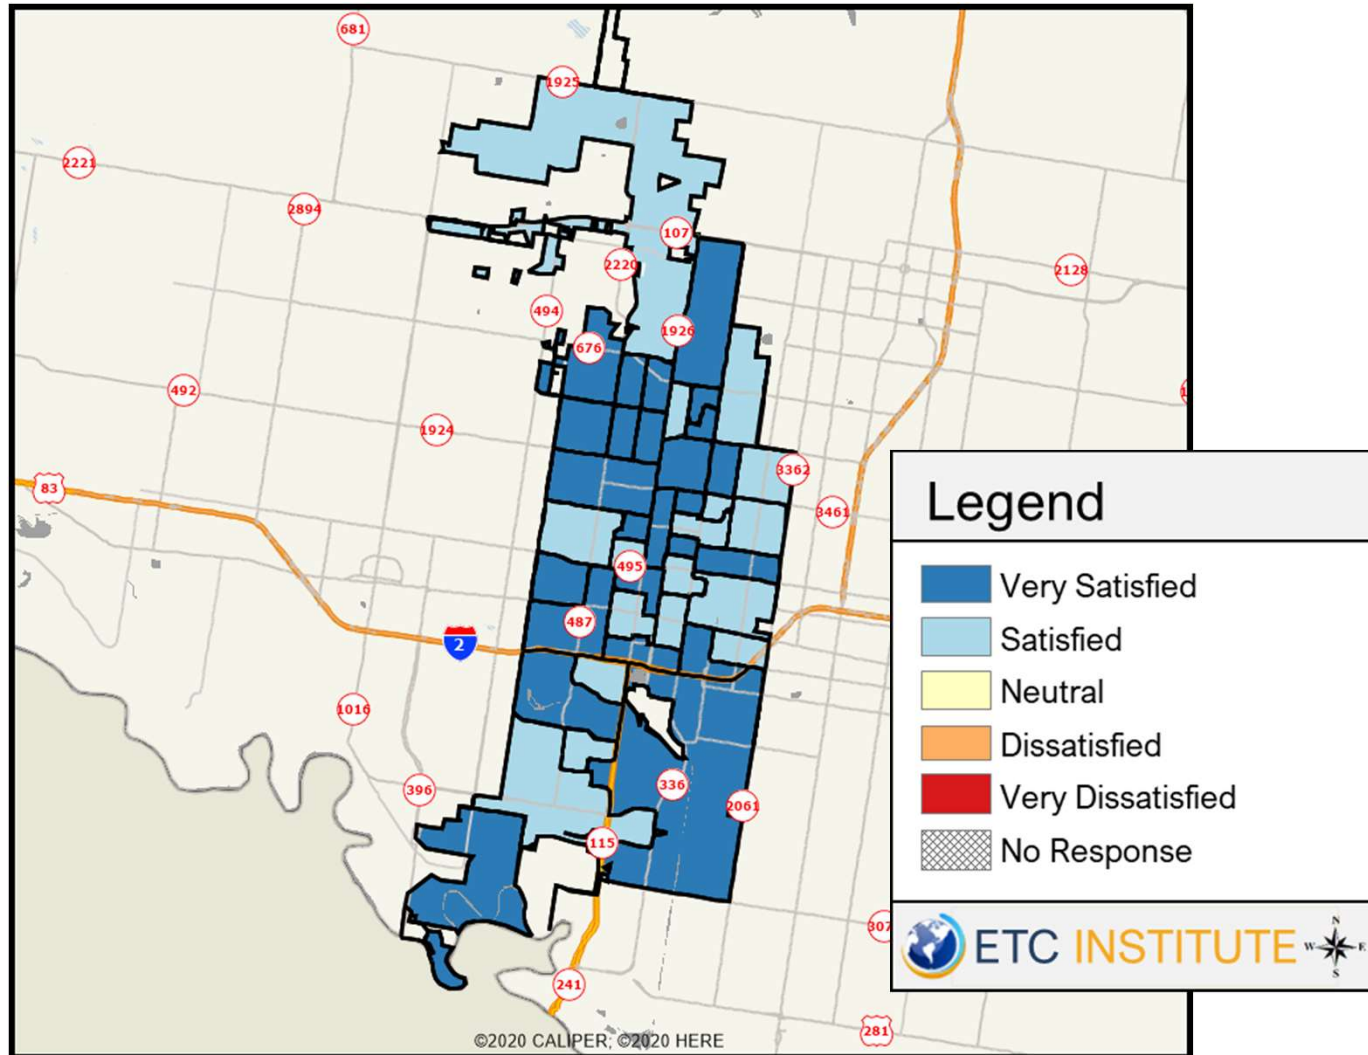 681
1925
2221
2894
107
2220
2128
494
1926
676
492
1924
3362
83
3461
495
487
2
1016
336
396
2061
115
307
241
281
Legend
Very Satisfied
Satisfied
Neutral
Dissatisfied
Very Dissatisfied
No Response
ETC INSTITUTE
N
W
E
S
©2020 CALIPER; ©2020 HERE